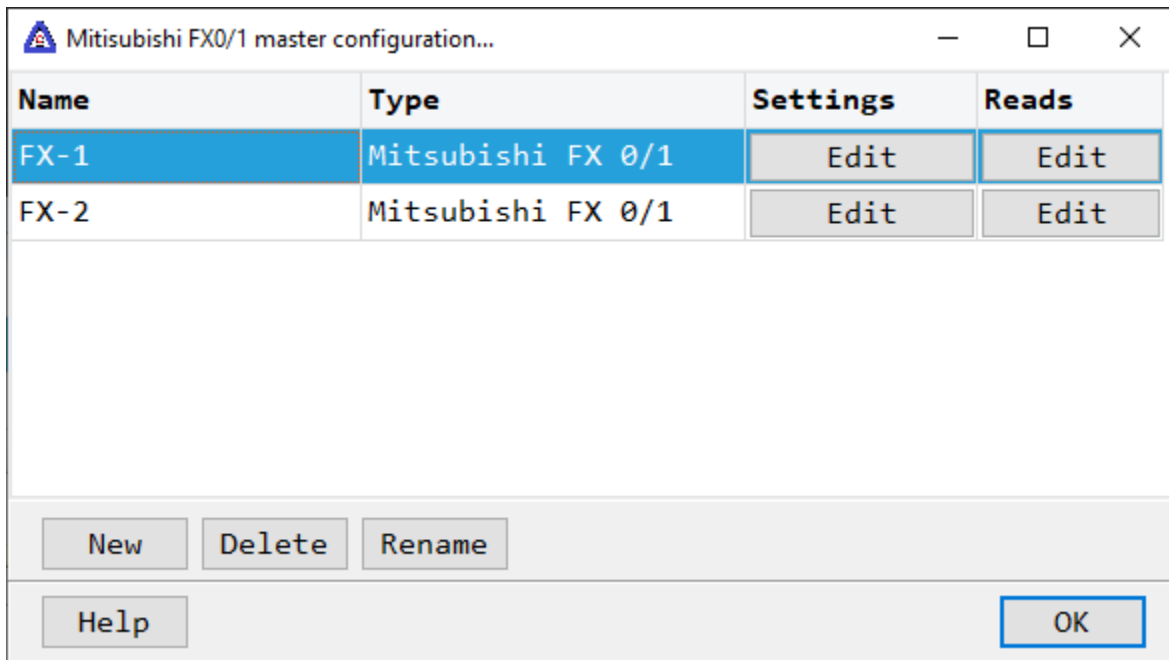 Mitisubishi FX0/1 master configuration...
Name Type Settings Reads
FX-1 Mitsubishi FX 0/1 Edit Edit
FX-2 Mitsubishi FX 0/1 Edit Edit
New Delete Rename
Help OK